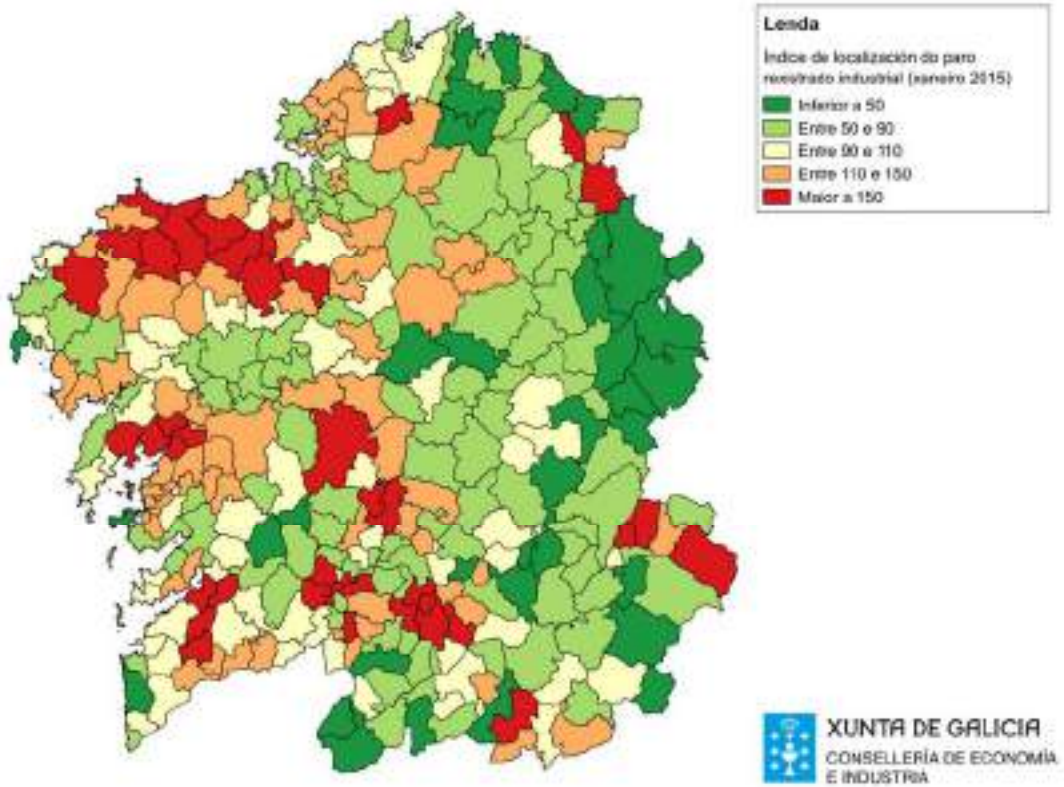 Lenda
Índice de localización do paro
rexistrado industrial (xaneiro 2015)
Inferior a 50
Entre 50 e 90
Entre 90 e 110
Entre 110 e 150
Maior a 150
XUNTA DE GALICIA
CONSELLERÍA DE ECONOMÍA
E INDUSTRIA